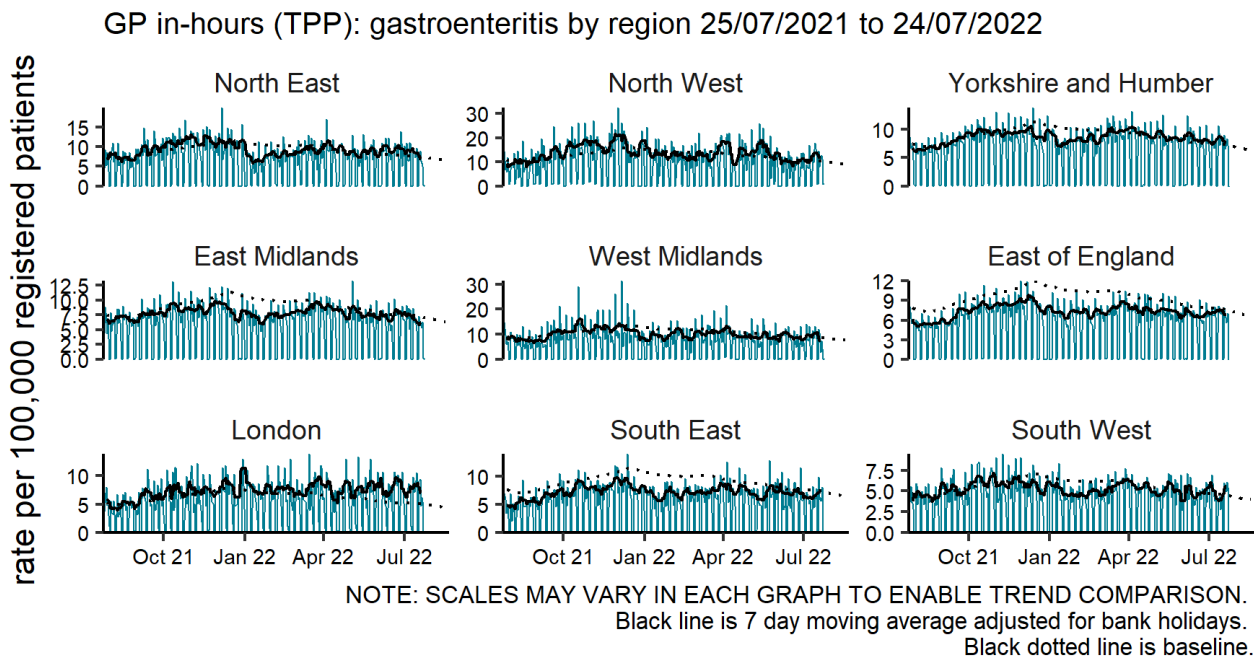 GP in-hours (TPP): gastroenteritis by region 25/07/2021 to 24/07/2022
rate per 100,000 registered patients
North East
15
10
5
0
North West
30
20
10
0
Yorkshire and Humber
10
5
0
East Midlands
12.5
10.0
7.5
5.0
2.5
0.0
West Midlands
30
20
10
0
East of England
12
9
6
3
0
London
10
5
0
Oct 21 Jan 22 Apr 22 Jul 22
South East
10
5
0
Oct 21 Jan 22 Apr 22 Jul 22
South West
7.5
5.0
2.5
0.0
Oct 21 Jan 22 Apr 22 Jul 22
NOTE: SCALES MAY VARY IN EACH GRAPH TO ENABLE TREND COMPARISON.
Black line is 7 day moving average adjusted for bank holidays.
Black dotted line is baseline.